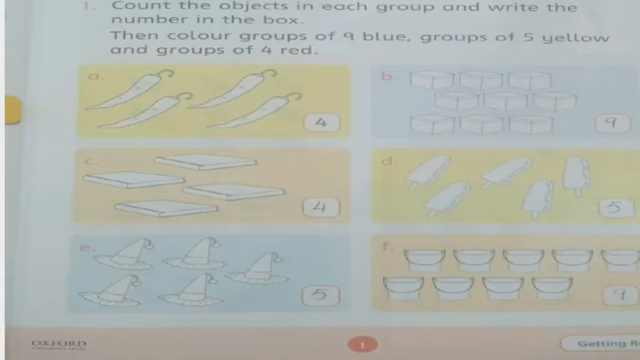 1. Count the objects in each group and write the
number in the box.
Then colour groups of 9 blue, groups of 5 yellow
and groups of 4 red.
a.
4
b.
9
c.
4
d.
5
e.
5
f.
9
OXFORD
1
Getting